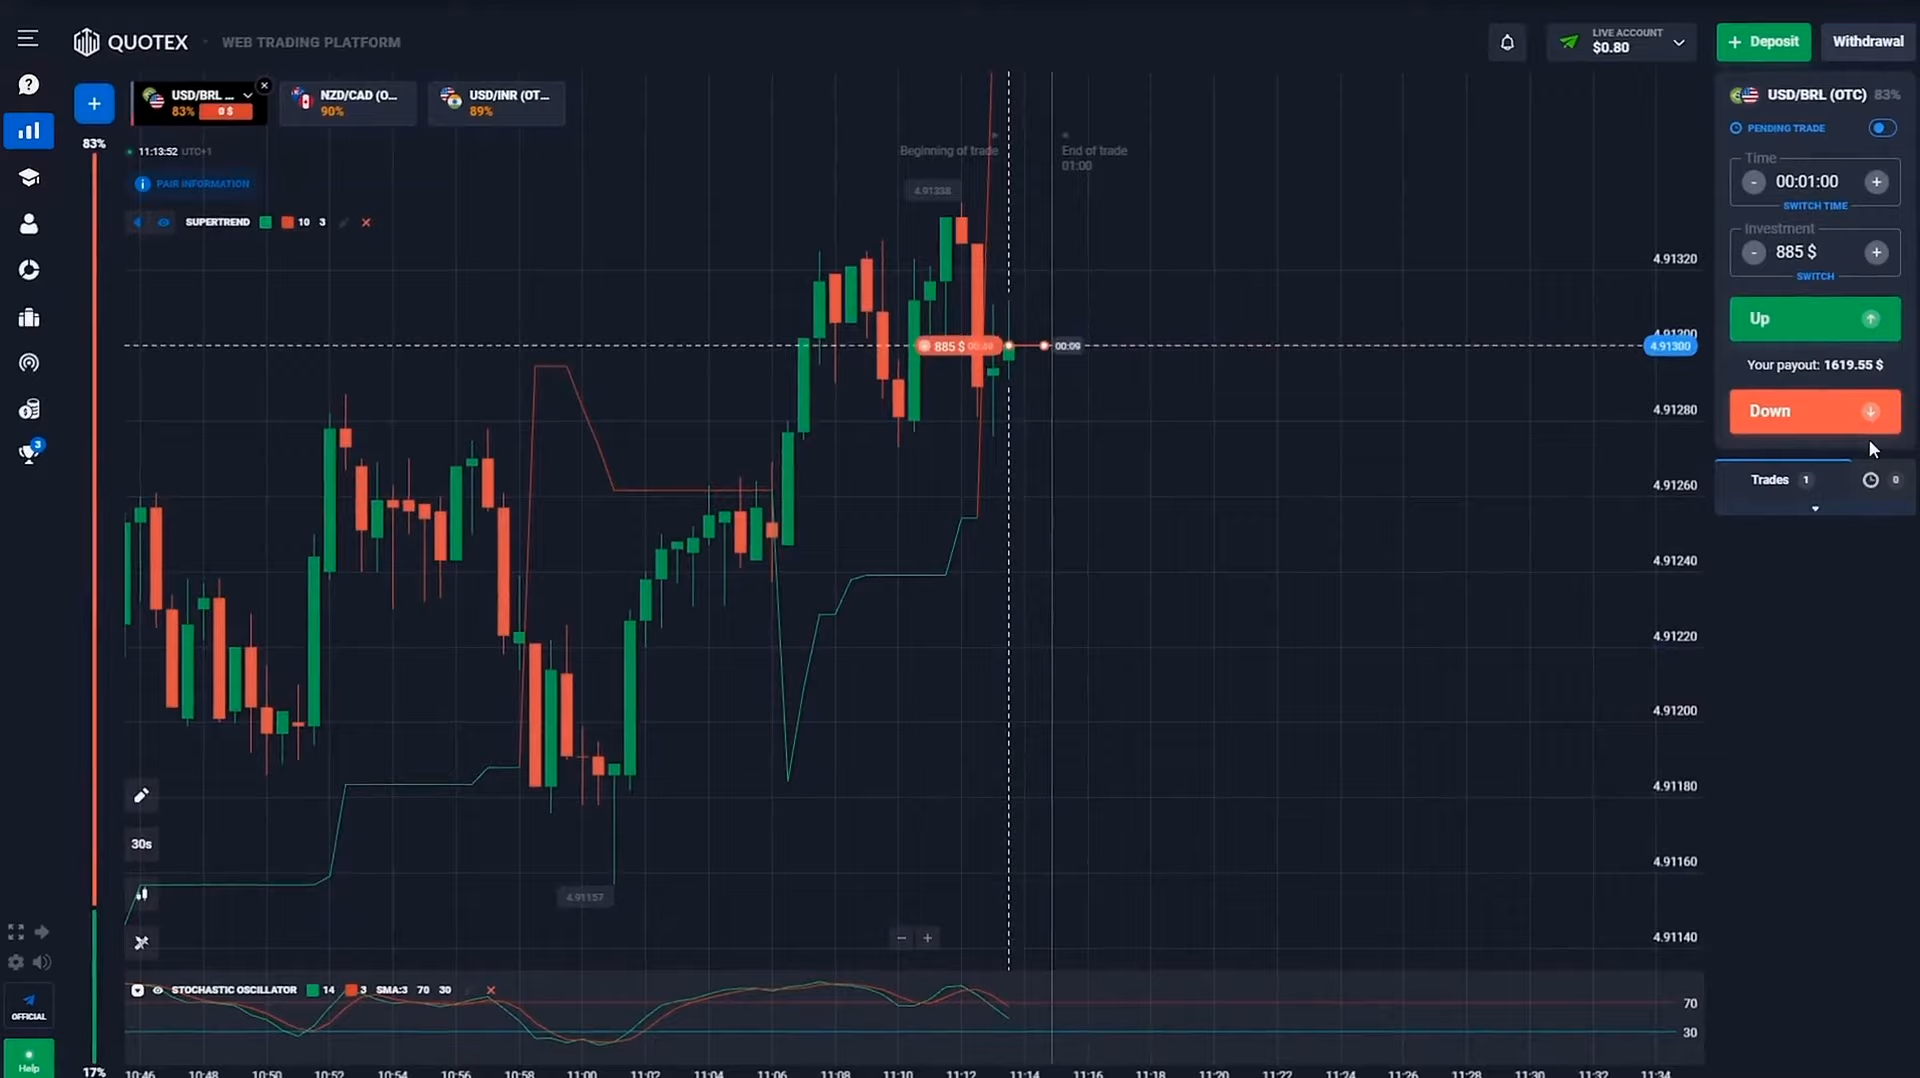 QUOTEX
WEB TRADING PLATFORM
LIVE ACCOUNT
$0.80
+ Deposit
Withdrawal
+
USD/BRL ...
83%
0 $
NZD/CAD (O...
90%
USD/INR (OT...
89%
83%
11:13:52 UTC+1
PAIR INFORMATION
SUPERTREND 10 3
Beginning of trade
End of trade
01:00
4.91338
885 $ 00:49
00:09
4.91157
4.91320
4.91300
4.91280
4.91260
4.91240
4.91220
4.91200
4.91180
4.91160
4.91140
USD/BRL (OTC) 83%
PENDING TRADE
Time
- 00:01:00 +
SWITCH TIME
Investment
- 885 $ +
SWITCH
Up
Your payout: 1619.55 $
Down
Trades 1
0
3
30s
- +
STOCHASTIC OSCILLATOR 14 3 SMA:3 70 30
70
30
OFFICIAL
Help
17%
10:46 10:48 10:50 10:52 10:54 10:56 10:58 11:00 11:02 11:04 11:06 11:08 11:10 11:12 11:14 11:16 11:18 11:20 11:22 11:24 11:26 11:28 11:30 11:32 11:34